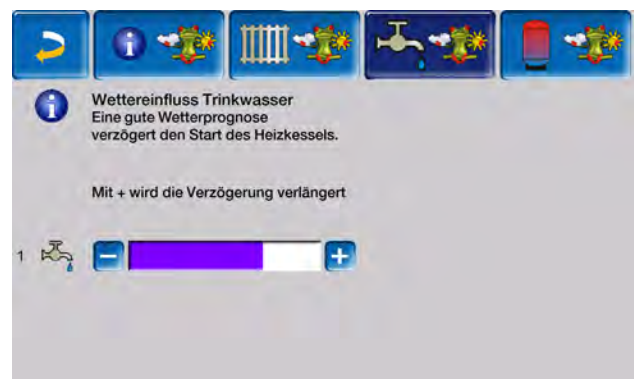 Wettereinfluss Trinkwasser
Eine gute Wetterprognose
verzögert den Start des Heizkessels.
Mit + wird die Verzögerung verlängert
1